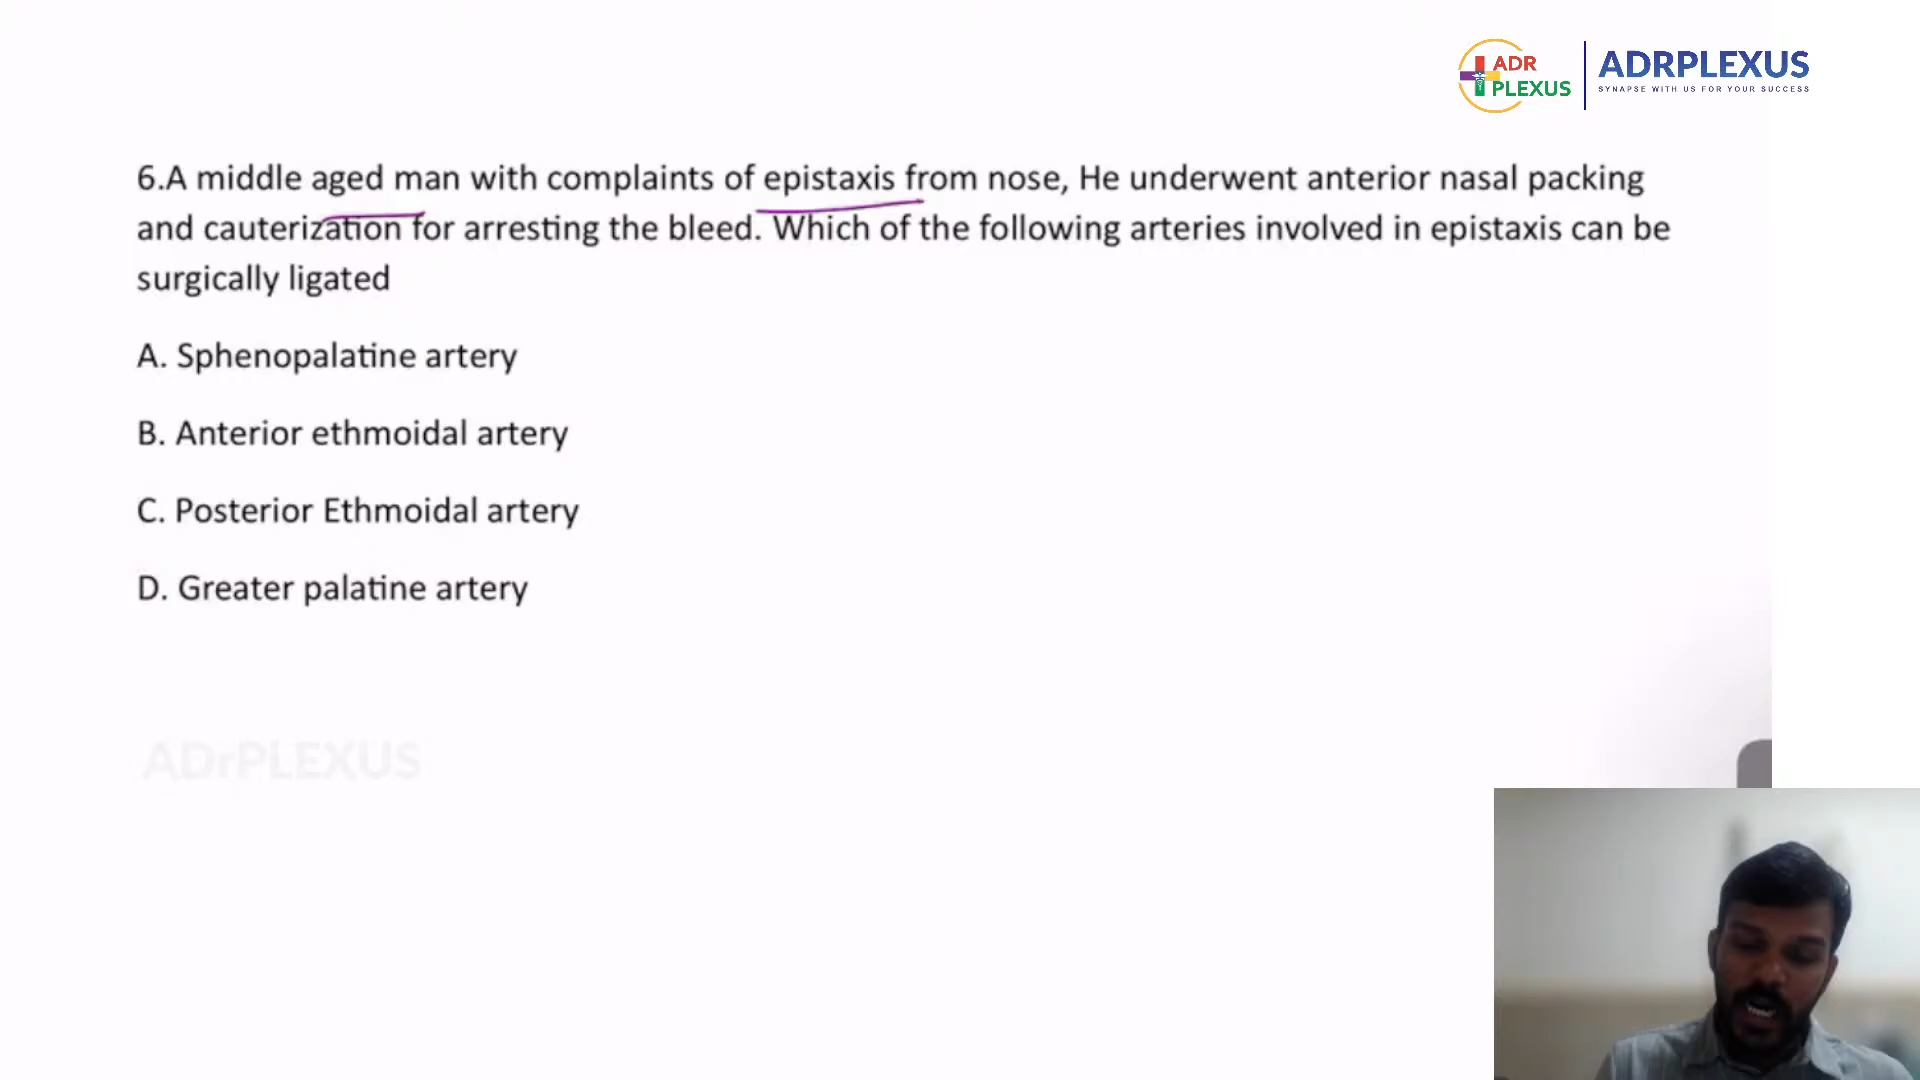 ADR
PLEXUS
ADRPLEXUS
SYNAPSE WITH US FOR YOUR SUCCESS
6.A middle aged man with complaints of epistaxis from nose, He underwent anterior nasal packing
and cauterization for arresting the bleed. Which of the following arteries involved in epistaxis can be
surgically ligated
A. Sphenopalatine artery
B. Anterior ethmoidal artery
C. Posterior Ethmoidal artery
D. Greater palatine artery
ADrPLEXUS